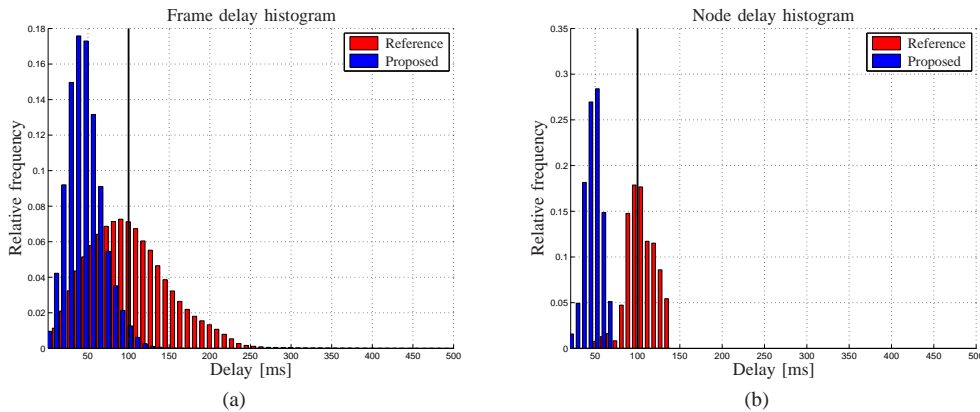 Frame delay histogram
0.18
0.16
0.14
0.12
0.1
0.08
0.06
0.04
0.02
0
Relative frequency
Reference
Proposed
50 100 150 200 250 300 350 400 450 500
Delay [ms]
(a)
Node delay histogram
0.35
0.3
0.25
0.2
0.15
0.1
0.05
0
Relative frequency
Reference
Proposed
50 100 150 200 250 300 350 400 450 500
Delay [ms]
(b)